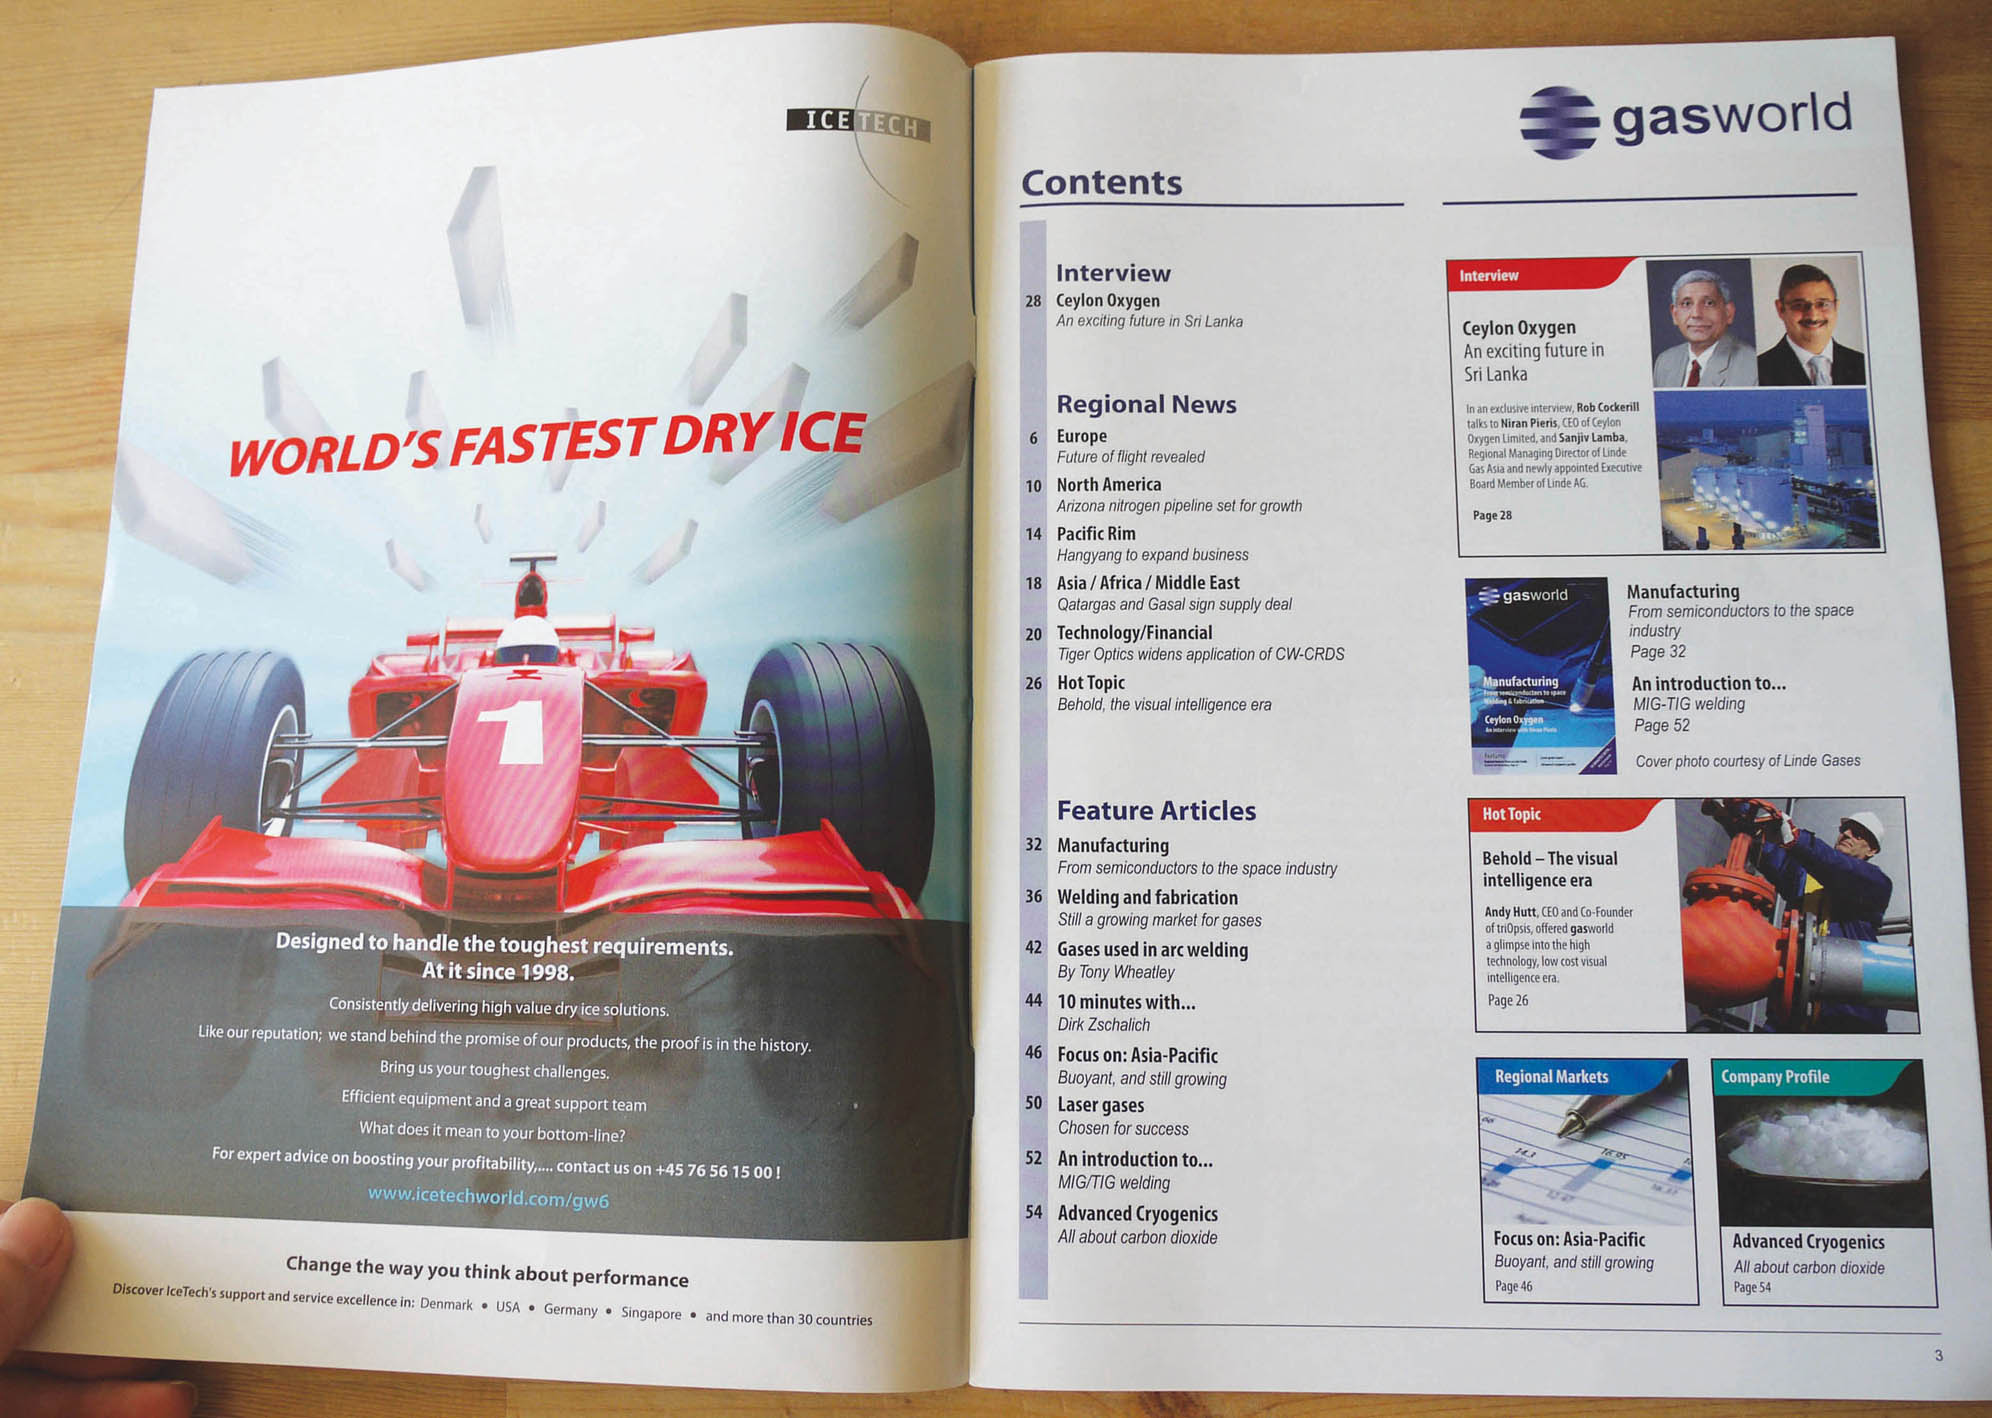 ICETECH
WORLD'S FASTEST DRY ICE
1
Designed to handle the toughest requirements.
At it since 1998.
Consistently delivering high value dry ice solutions.
Like our reputation; we stand behind the promise of our products, the proof is in the history.
Bring us your toughest challenges.
Efficient equipment and a great support team
What does it mean to your bottom-line?
For expert advice on boosting your profitability,.... contact us on +45 76 56 15 00 !
www.icetechworld.com/gw6
Change the way you think about performance
Discover IceTech's support and service excellence in: Denmark • USA • Germany • Singapore • and more than 30 countries
gasworld
Contents
Interview
28 Ceylon Oxygen
An exciting future in Sri Lanka
Regional News
6 Europe
Future of flight revealed
10 North America
Arizona nitrogen pipeline set for growth
14 Pacific Rim
Hangyang to expand business
18 Asia / Africa / Middle East
Qatargas and Gasal sign supply deal
20 Technology/Financial
Tiger Optics widens application of CW-CRDS
26 Hot Topic
Behold, the visual intelligence era
Feature Articles
32 Manufacturing
From semiconductors to the space industry
36 Welding and fabrication
Still a growing market for gases
42 Gases used in arc welding
By Tony Wheatley
44 10 minutes with...
Dirk Zschalich
46 Focus on: Asia-Pacific
Buoyant, and still growing
50 Laser gases
Chosen for success
52 An introduction to...
MIG/TIG welding
54 Advanced Cryogenics
All about carbon dioxide
Interview
Ceylon Oxygen
An exciting future in
Sri Lanka
In an exclusive interview, Rob Cockerill
talks to Niran Pieris, CEO of Ceylon
Oxygen Limited, and Sanjiv Lamba,
Regional Managing Director of Linde
Gas Asia and newly appointed Executive
Board Member of Linde AG.
Page 28
gasworld
Manufacturing
From semiconductors to space
Welding & fabrication
Ceylon Oxygen
An interview with Niran Pieris
Manufacturing
From semiconductors to the space
industry
Page 32
An introduction to...
MIG-TIG welding
Page 52
Cover photo courtesy of Linde Gases
Hot Topic
Behold – The visual
intelligence era
Andy Hutt, CEO and Co-Founder
of triOpsis, offered gasworld
a glimpse into the high
technology, low cost visual
intelligence era.
Page 26
Regional Markets
14.3
16.95
Focus on: Asia-Pacific
Buoyant, and still growing
Page 46
Company Profile
Advanced Cryogenics
All about carbon dioxide
Page 54
3